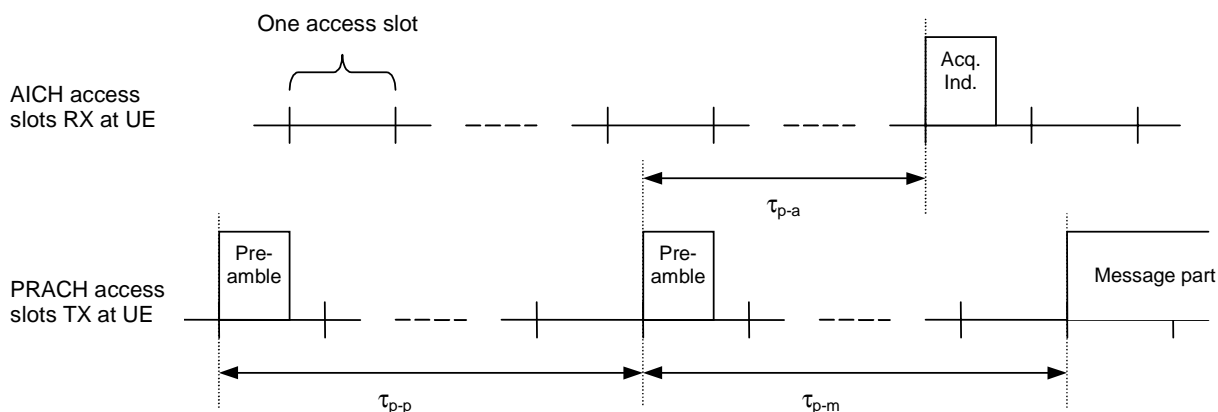 One access slot
AICH access
slots RX at UE
Acq.
Ind.
τp-a
Pre-
amble
Pre-
amble
Message part
PRACH access
slots TX at UE
τp-p
τp-m